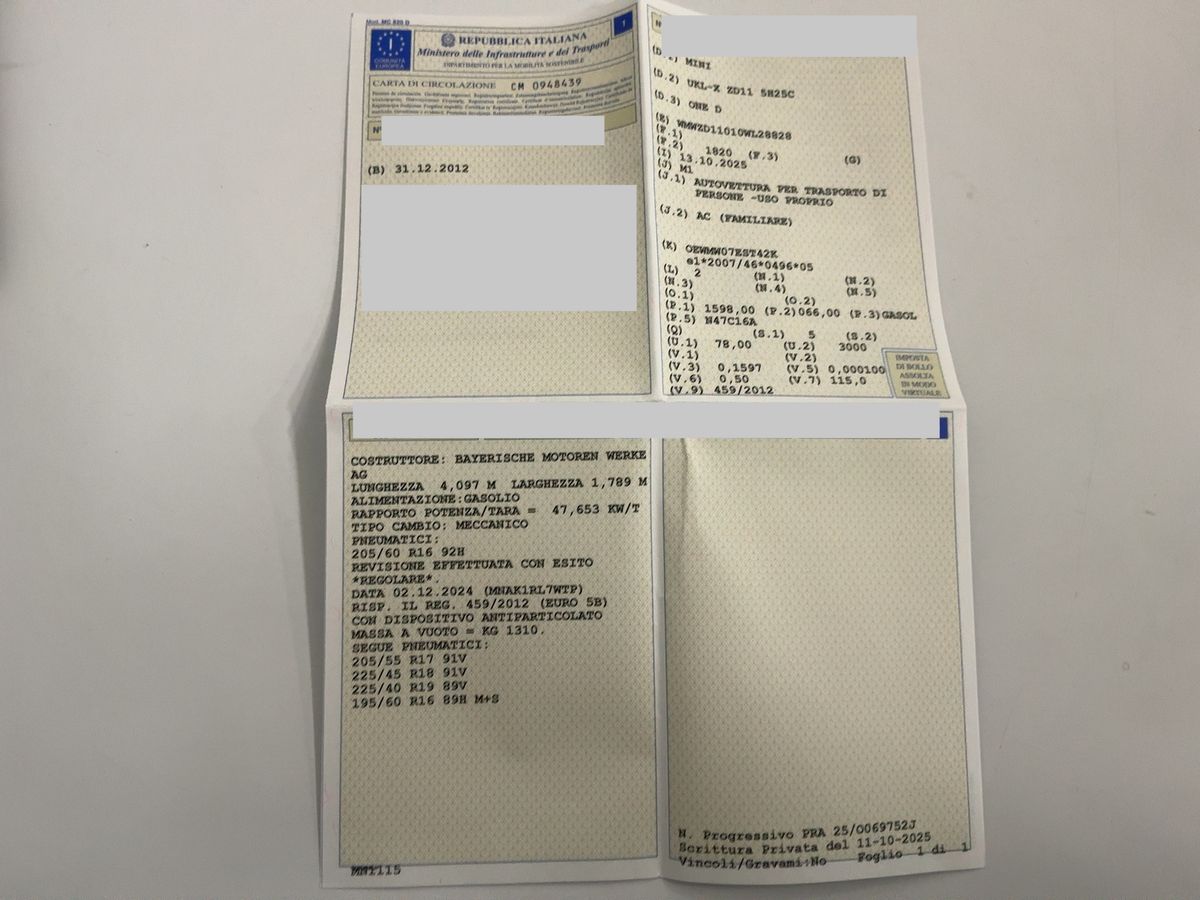 Mod. MC 820 D
1
COMUNITÀ EUROPEA
I
REPUBBLICA ITALIANA
Ministero delle Infrastrutture e dei Trasporti
DIPARTIMENTO PER LA MOBILITÀ SOSTENIBILE
CARTA DI CIRCOLAZIONE CM 0948439
(B) 31.12.2012
MINI
(D.2) UKL-X ZD11 5H25C
(D.3) ONE D
(E) WMWZD11010WL28828
(F.1)
(F.2) 1820 (F.3) (G)
(I) 13.10.2025
(J) M1
(J.1) AUTOVETTURA PER TRASPORTO DI
PERSONE -USO PROPRIO
(J.2) AC (FAMILIARE)
(K) OEWMW07EST42K
e1*2007/46*0496*05
(L) 2 (N.1) (N.2)
(N.3) (N.4) (N.5)
(O.1) (O.2)
(P.1) 1598,00 (P.2)066,00 (P.3)GASOL
(P.5) N47C16A
(Q) (S.1) 5 (S.2)
(U.1) 78,00 (U.2) 3000
(V.1) (V.2)
(V.3) 0,1597 (V.5) 0,000100
(V.6) 0,50 (V.7) 115,0
(V.9) 459/2012
IMPOSTA
DI BOLLO
ASSOLTA
IN MODO
VIRTUALE
COSTRUTTORE: BAYERISCHE MOTOREN WERKE
AG
LUNGHEZZA 4,097 M LARGHEZZA 1,789 M
ALIMENTAZIONE:GASOLIO
RAPPORTO POTENZA/TARA = 47,653 KW/T
TIPO CAMBIO: MECCANICO
PNEUMATICI:
205/60 R16 92H
REVISIONE EFFETTUATA CON ESITO
*REGOLARE*.
DATA 02.12.2024 (MNAK1RL7WTP)
RISP. IL REG. 459/2012 (EURO 5B)
CON DISPOSITIVO ANTIPARTICOLATO
MASSA A VUOTO = KG 1310.
SEGUE PNEUMATICI:
205/55 R17 91V
225/45 R18 91V
225/40 R19 89V
195/60 R16 89H M+S
MN1115
N. Progressivo PRA 25/O069752J
Scrittura Privata del 11-10-2025
Vincoli/Gravami:No Foglio 1 di 1